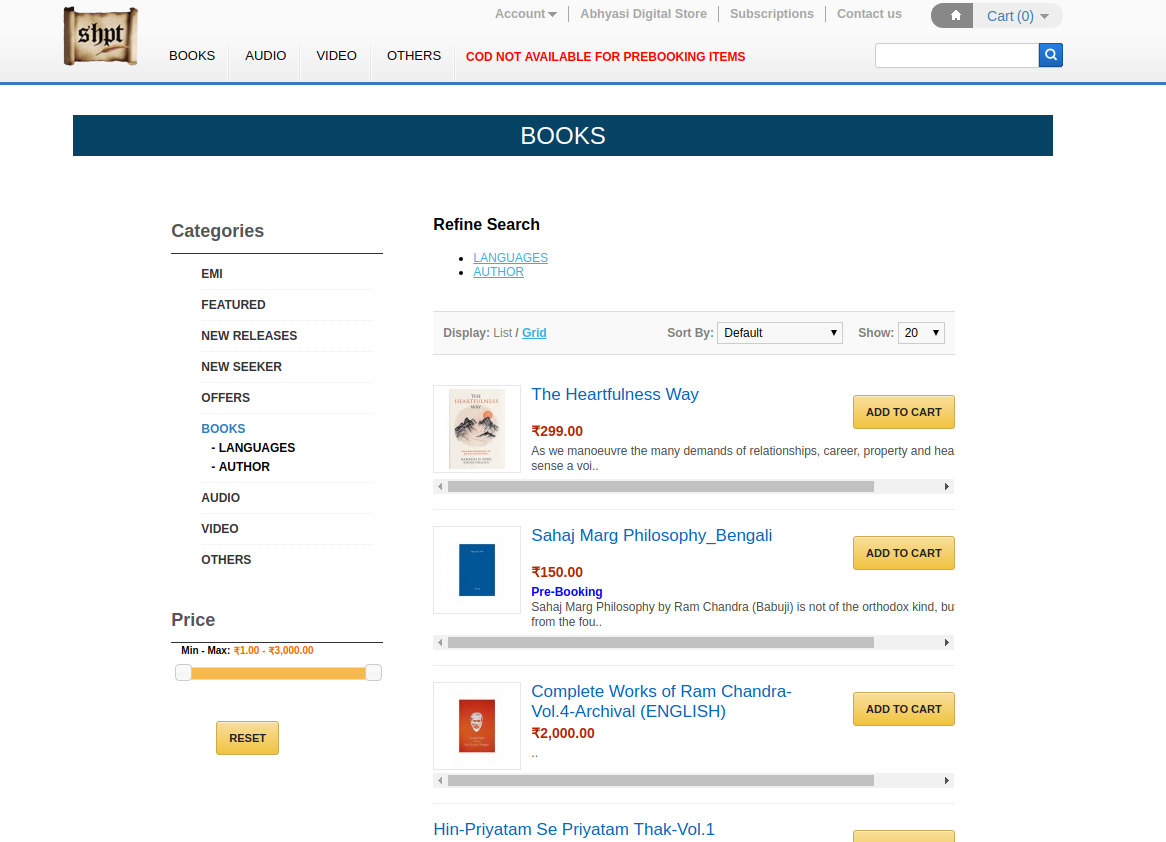 shpt
Account
Abhyasi Digital Store
Subscriptions
Contact us
Cart (0)
BOOKS
AUDIO
VIDEO
OTHERS
COD NOT AVAILABLE FOR PREBOOKING ITEMS
BOOKS
Categories
EMI
FEATURED
NEW RELEASES
NEW SEEKER
OFFERS
BOOKS
- LANGUAGES
- AUTHOR
AUDIO
VIDEO
OTHERS
Price
Min - Max: ₹1.00 - ₹3,000.00
RESET
Refine Search
LANGUAGES
AUTHOR
Display: List / Grid
Sort By: Default
Show: 20
THE
HEARTFULNESS
WAY
The Heartfulness Way
ADD TO CART
₹299.00
As we manoeuvre the many demands of relationships, career, property and hea
sense a voi..
Sahaj Marg Philosophy_Bengali
ADD TO CART
₹150.00
Pre-Booking
Sahaj Marg Philosophy by Ram Chandra (Babuji) is not of the orthodox kind, bu
from the fou..
Complete Works of Ram Chandra-
Vol.4-Archival (ENGLISH)
ADD TO CART
₹2,000.00
..
Hin-Priyatam Se Priyatam Thak-Vol.1